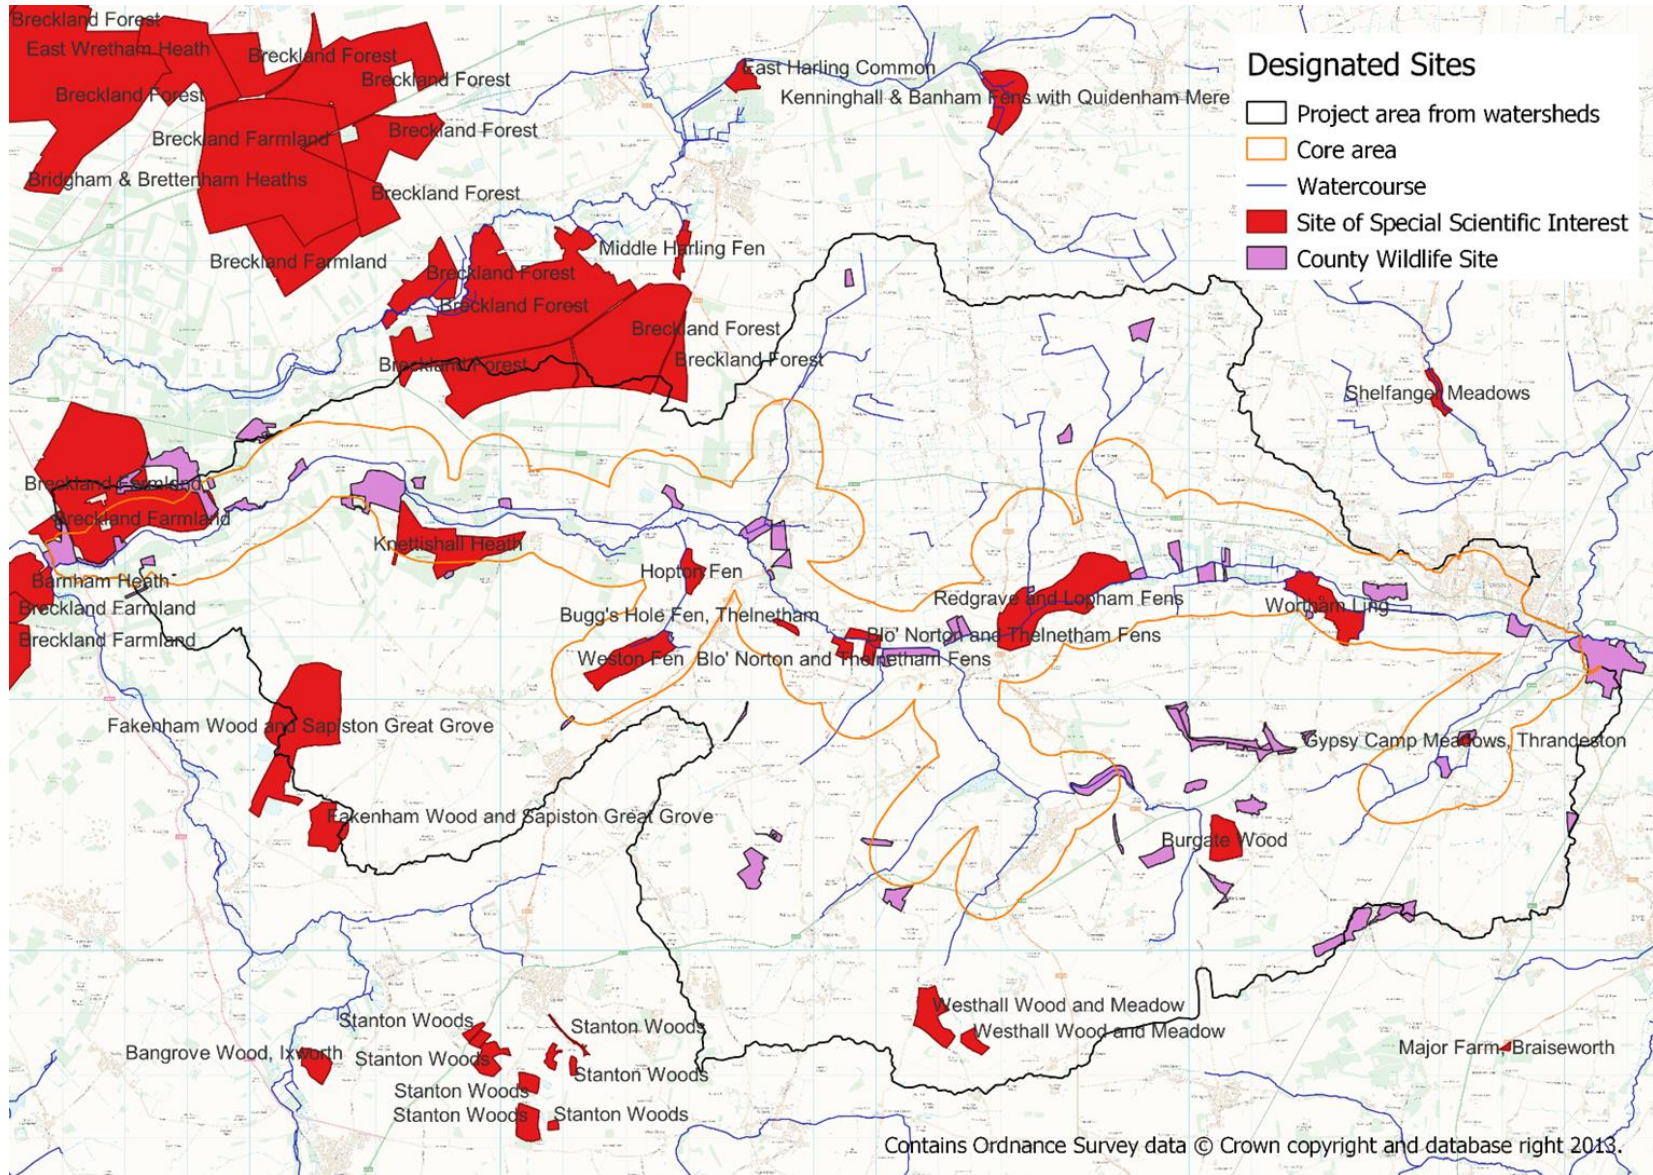 Breckland Forest
East Wretham Heath
Breckland Forest
Breckland Forest
Breckland Forest
Breckland Forest
Breckland Farmland
Bridgham & Brettenham Heaths
Breckland Forest
Breckland Farmland
East Harling Common
Kenninghall & Banham Fens with Quidenham Mere
Designated Sites
Project area from watersheds
Core area
Watercourse
Site of Special Scientific Interest
County Wildlife Site
Middle Harling Fen
Breckland Forest
Breckland Forest
Breckland Forest
Breckland Forest
Breckland Forest
Shelfanger Meadows
Breckland Farmland
Breckland Farmland
Knettishall Heath
Barnham Heath
Breckland Farmland
Breckland Farmland
Hopton Fen
Bugg's Hole Fen, Thelnetham
Redgrave and Lopham Fens
Wortham Ling
Blo' Norton and Thelnetham Fens
Weston Fen
Blo' Norton and Thelnetham Fens
Fakenham Wood and Sapiston Great Grove
Gypsy Camp Meadows, Thrandeston
Fakenham Wood and Sapiston Great Grove
Burgate Wood
Westhall Wood and Meadow
Westhall Wood and Meadow
Stanton Woods
Stanton Woods
Bangrove Wood, Ixworth
Stanton Woods
Stanton Woods
Stanton Woods
Stanton Woods
Stanton Woods
Major Farm, Braiseworth
Contains Ordnance Survey data © Crown copyright and database right 2013.